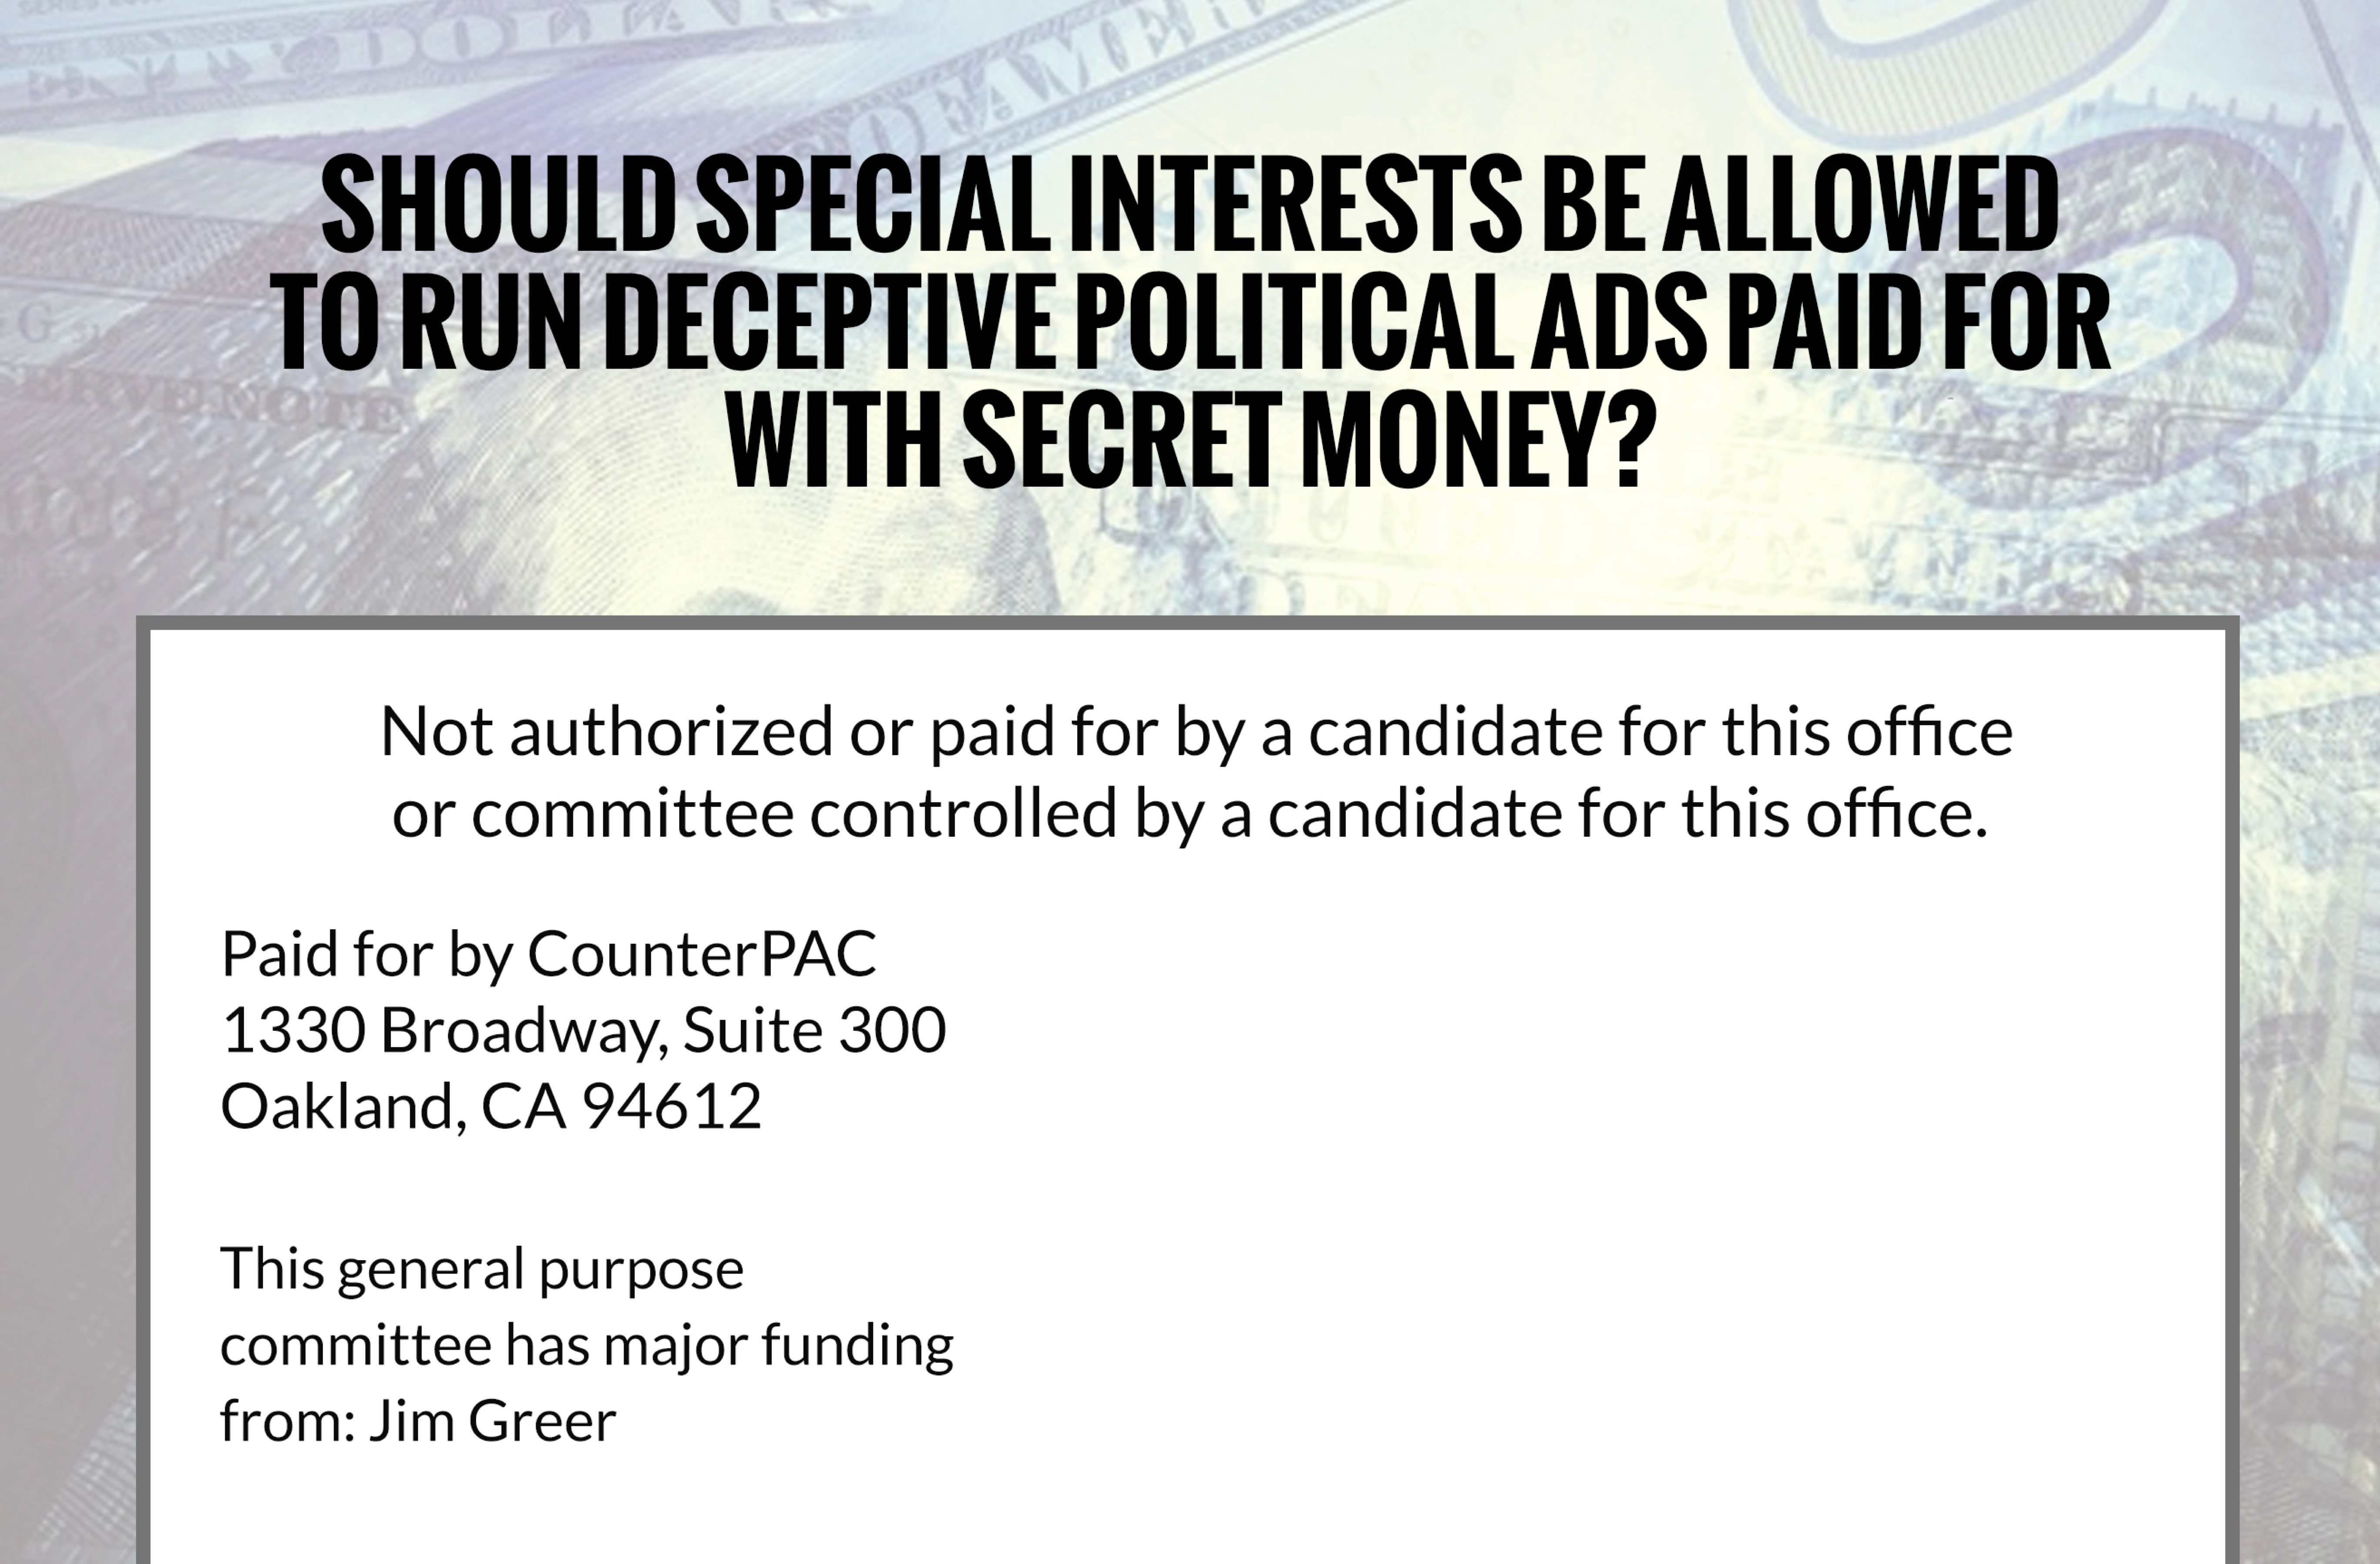 SHOULD SPECIAL INTERESTS BE ALLOWED
TO RUN DECEPTIVE POLITICAL ADS PAID FOR
WITH SECRET MONEY?
Not authorized or paid for by a candidate for this office
or committee controlled by a candidate for this office.
Paid for by CounterPAC
1330 Broadway, Suite 300
Oakland, CA 94612
This general purpose
committee has major funding
from: Jim Greer